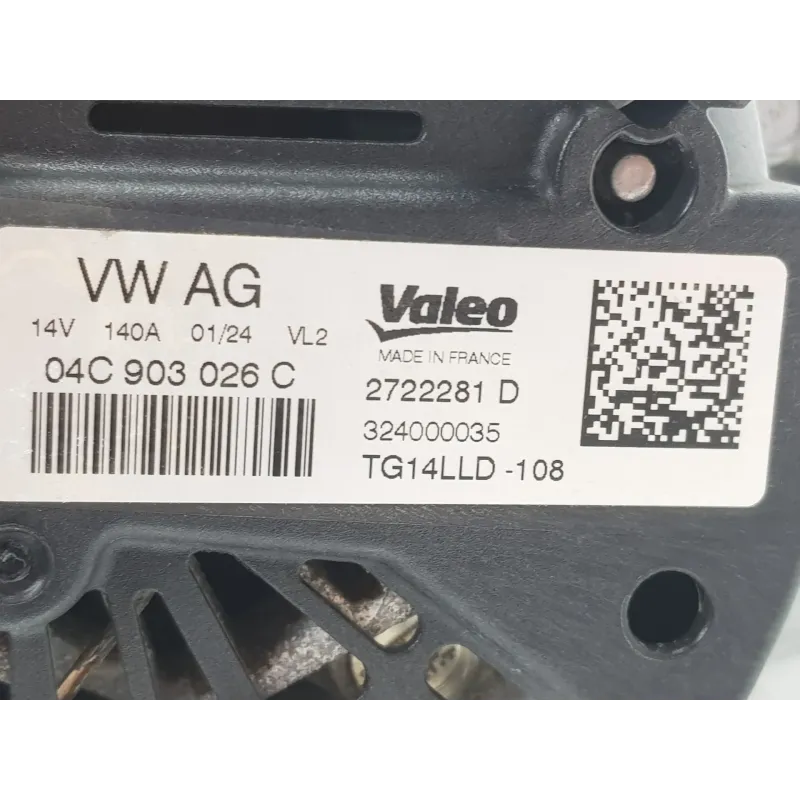 VW AG
14V 140A 01/24 VL2
04C 903 026 C
Valeo
MADE IN FRANCE
2722281 D
324000035
TG14LLD -108